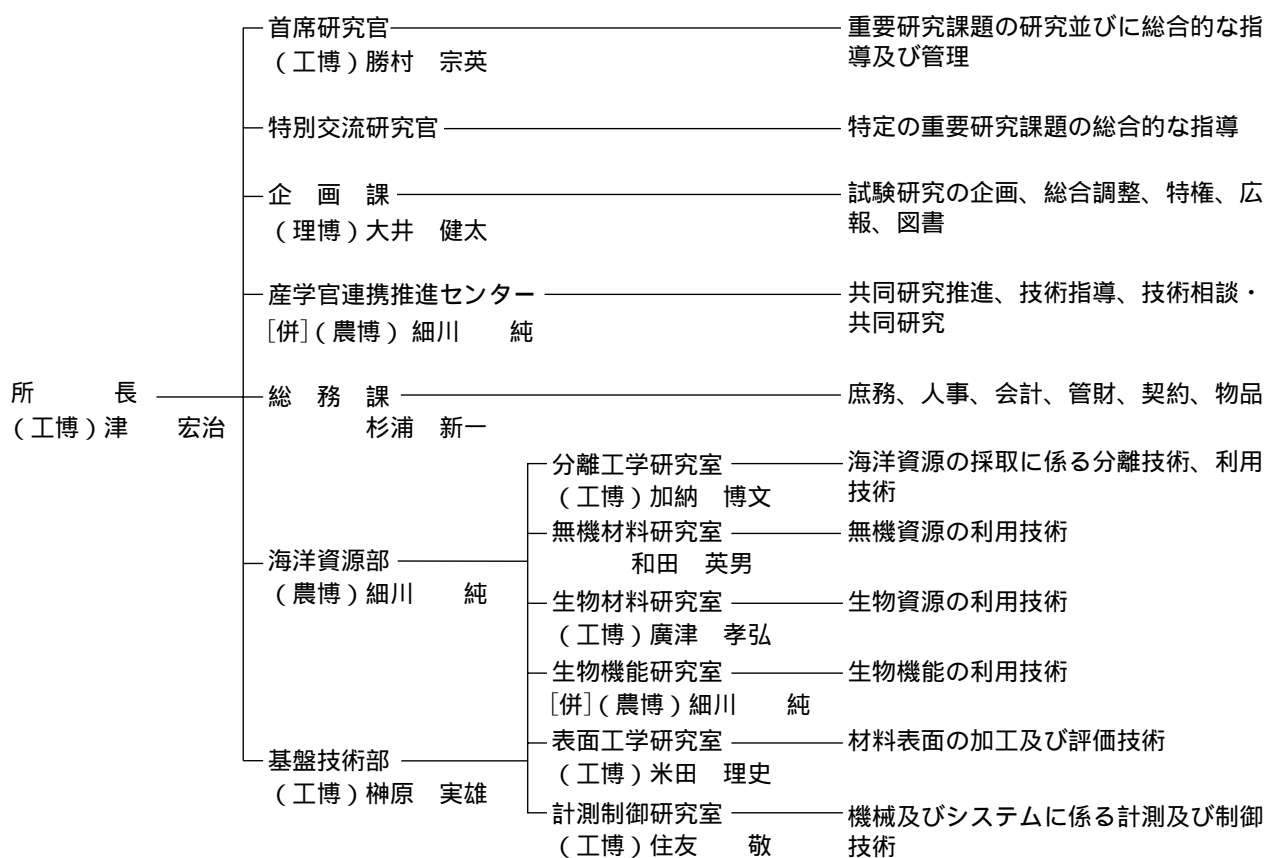 首席研究官
(工博)勝村 宗英
重要研究課題の研究並びに総合的な指
導及び管理
特別交流研究官
特定の重要研究課題の総合的な指導
企 画 課
(理博)大井 健太
試験研究の企画、総合調整、特権、広
報、図書
産学官連携推進センター
[併](農博)細川 純
共同研究推進、技術指導、技術相談・
共同研究
所 長
(工博)津 宏治
総 務 課
杉浦 新一
庶務、人事、会計、管財、契約、物品
海洋資源部
(農博)細川 純
分離工学研究室
(工博)加納 博文
海洋資源の採取に係る分離技術、利用
技術
無機材料研究室
和田 英男
無機資源の利用技術
生物材料研究室
(工博)廣津 孝弘
生物資源の利用技術
生物機能研究室
[併](農博)細川 純
生物機能の利用技術
基盤技術部
(工博)榊原 実雄
表面工学研究室
(工博)米田 理史
材料表面の加工及び評価技術
計測制御研究室
(工博)住友 敬
機械及びシステムに係る計測及び制御
技術